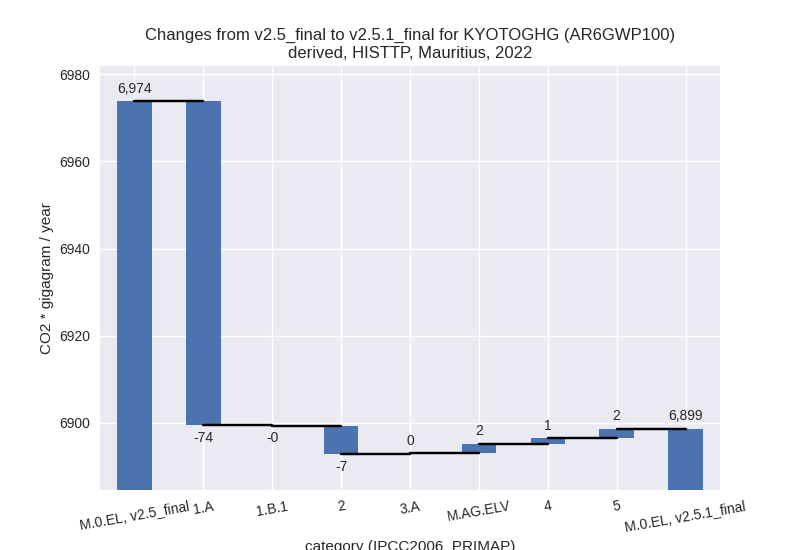 Changes from v2.5_final to v2.5.1_final for KYOTOGHG (AR6GWP100)
derived, HISTTP, Mauritius, 2022
CO2 * gigagram / year
6980
6960
6940
6920
6900
6,974
-74
-0
-7
0
2
1
2
6,899
M.0.EL, v2.5_final
1.A
1.B.1
2
3.A
M.AG.ELV
4
5
M.0.EL, v2.5.1_final
category (IPCC2006_PRIMAP)